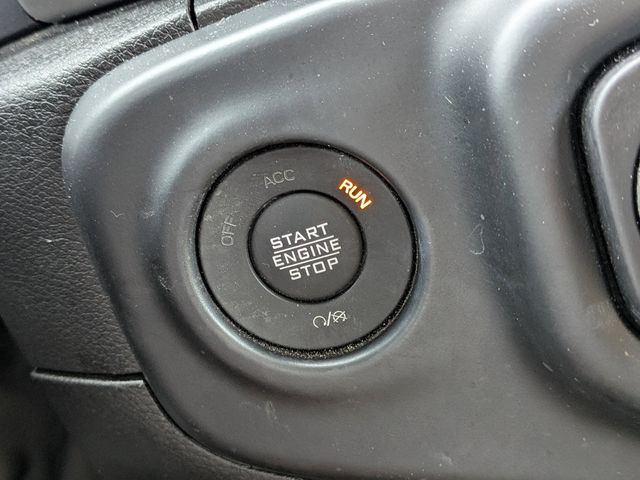 ACC
RUN
OFF
START
ENGINE
STOP